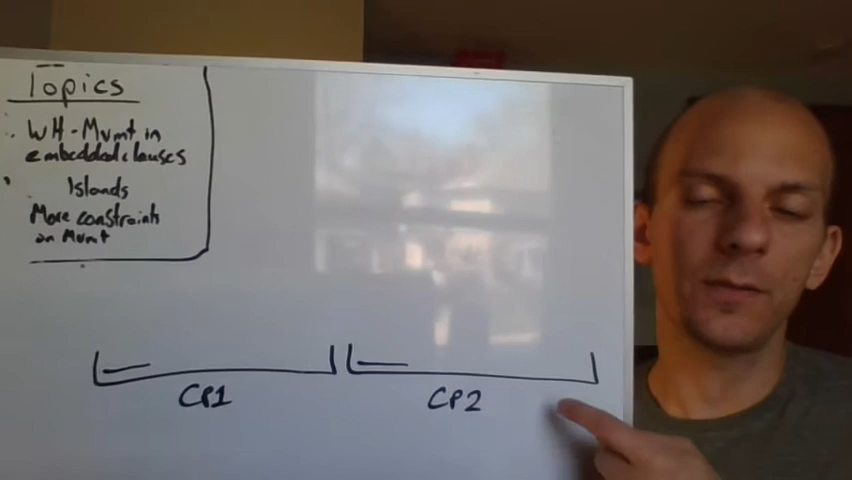 Topics
WH-Mvmt in
embedded clauses
Islands
More constraints
on Mvmt
CP1 CP2